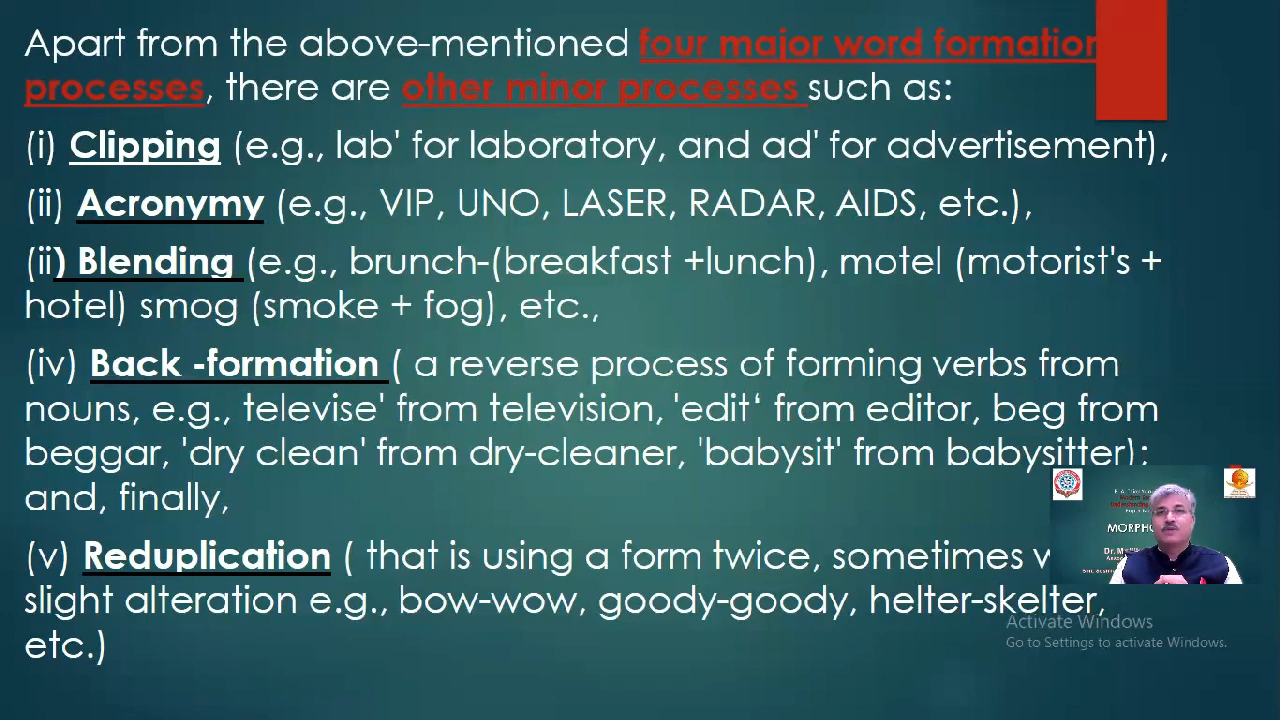 Apart from the above-mentioned four major word formation
processes, there are other minor processes such as:
(i) Clipping (e.g., lab' for laboratory, and ad' for advertisement),
(ii) Acronymy (e.g., VIP, UNO, LASER, RADAR, AIDS, etc.),
(ii) Blending (e.g., brunch-(breakfast +lunch), motel (motorist's +
hotel) smog (smoke + fog), etc.,
(iv) Back -formation ( a reverse process of forming verbs from
nouns, e.g., televise' from television, 'edit‘ from editor, beg from
beggar, 'dry clean' from dry-cleaner, 'babysit' from babysitter);
and, finally,
(v) Reduplication ( that is using a form twice, sometimes
slight alteration e.g., bow-wow, goody-goody, helter-skelter,
etc.)
MORPHO
Dr. M
Activate Windows
Go to Settings to activate Windows.